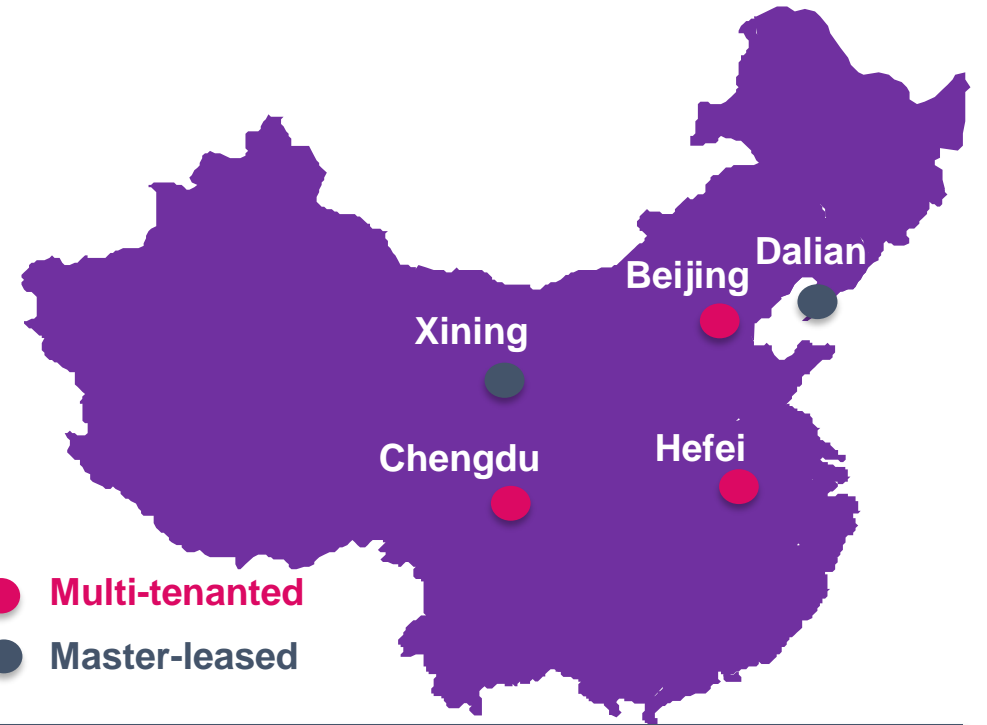 Dalian
Beijing
Xining
Hefei
Chengdu
Multi-tenanted
Master-leased